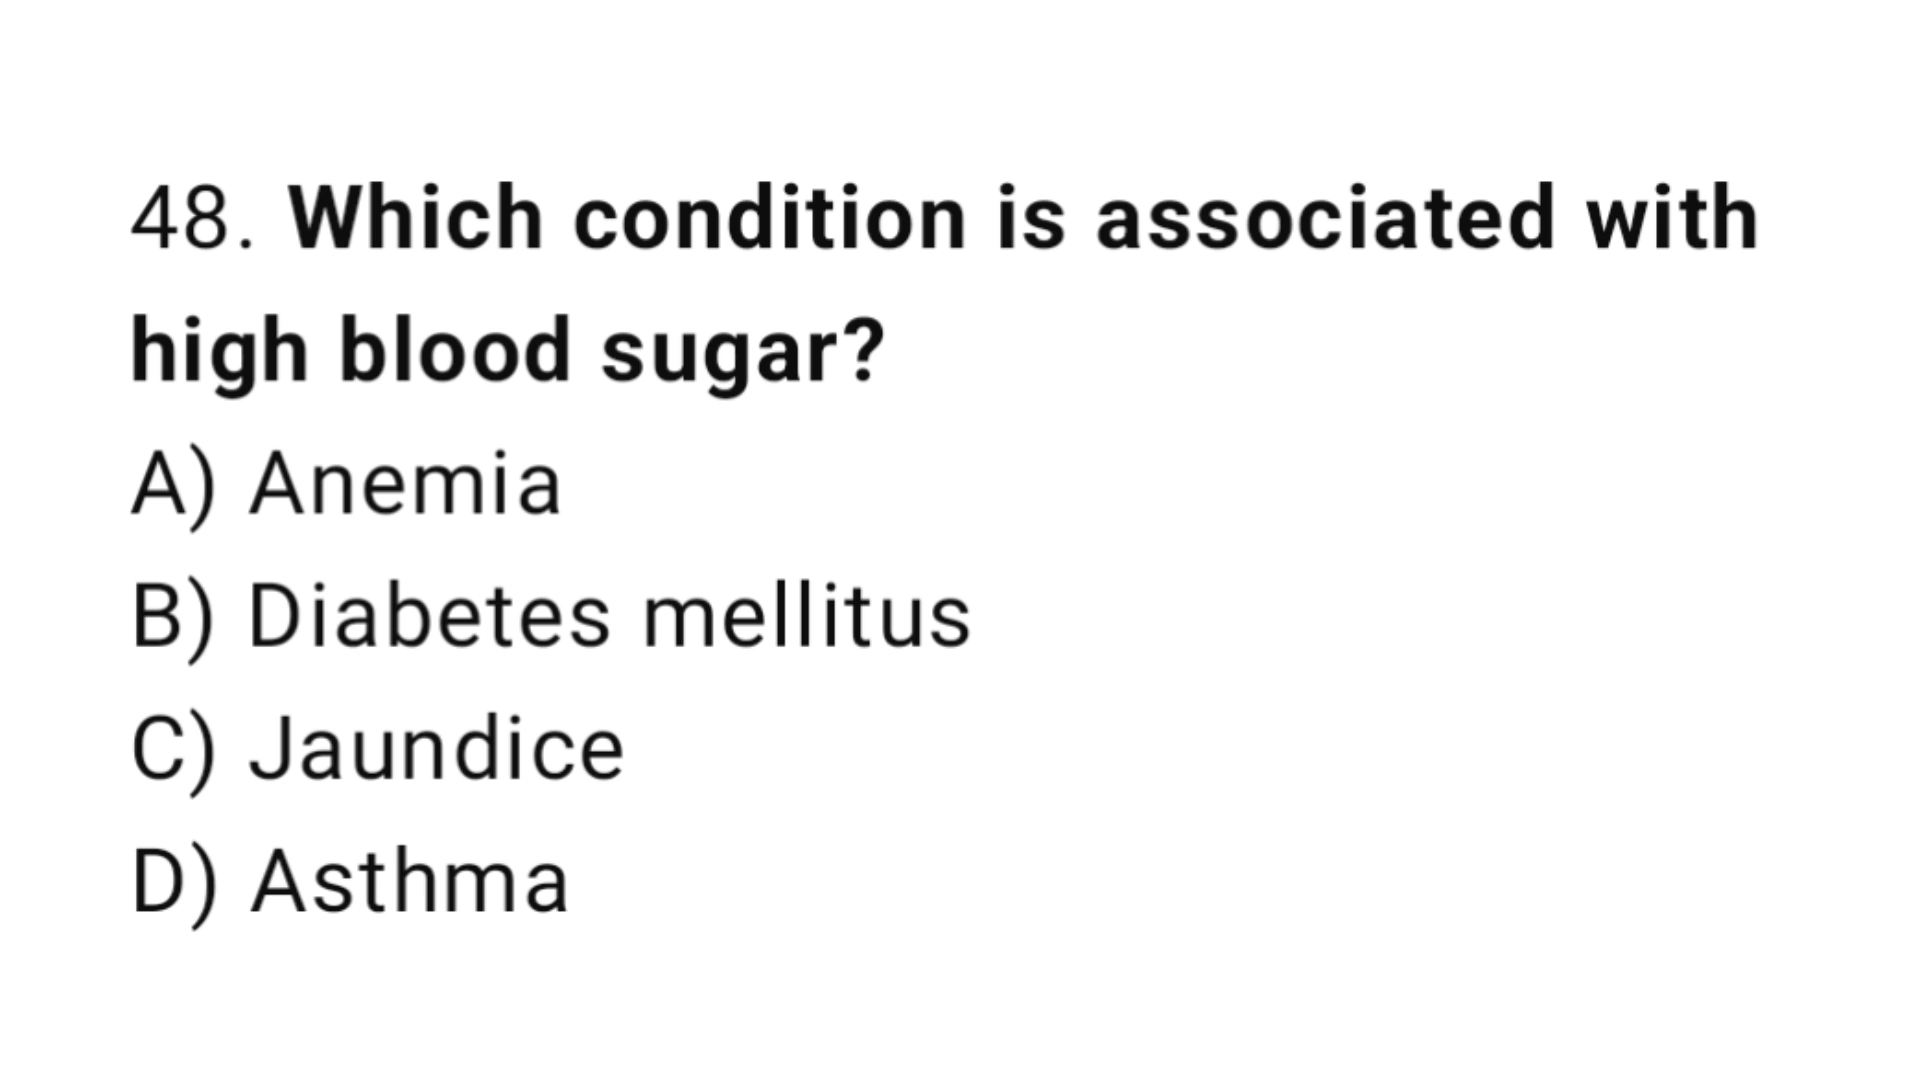 48. Which condition is associated with
high blood sugar?
A) Anemia
B) Diabetes mellitus
C) Jaundice
D) Asthma